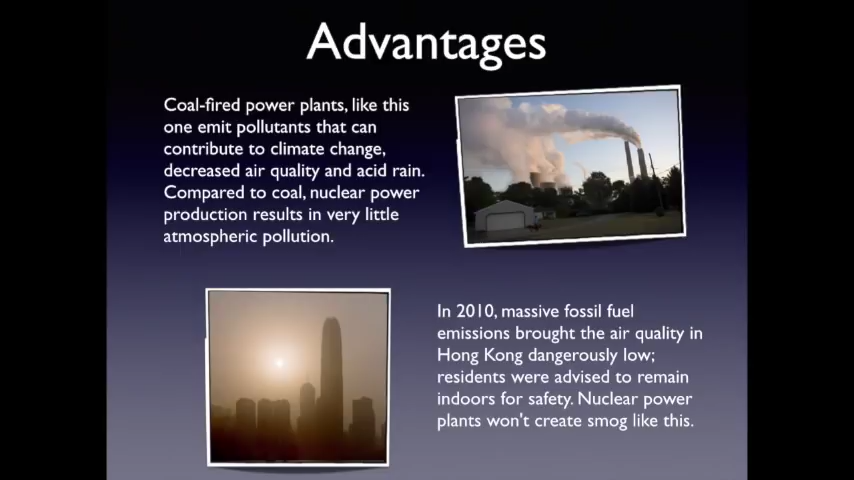 Advantages
Coal-fired power plants, like this
one emit pollutants that can
contribute to climate change,
decreased air quality and acid rain.
Compared to coal, nuclear power
production results in very little
atmospheric pollution.
In 2010, massive fossil fuel
emissions brought the air quality in
Hong Kong dangerously low;
residents were advised to remain
indoors for safety. Nuclear power
plants won't create smog like this.